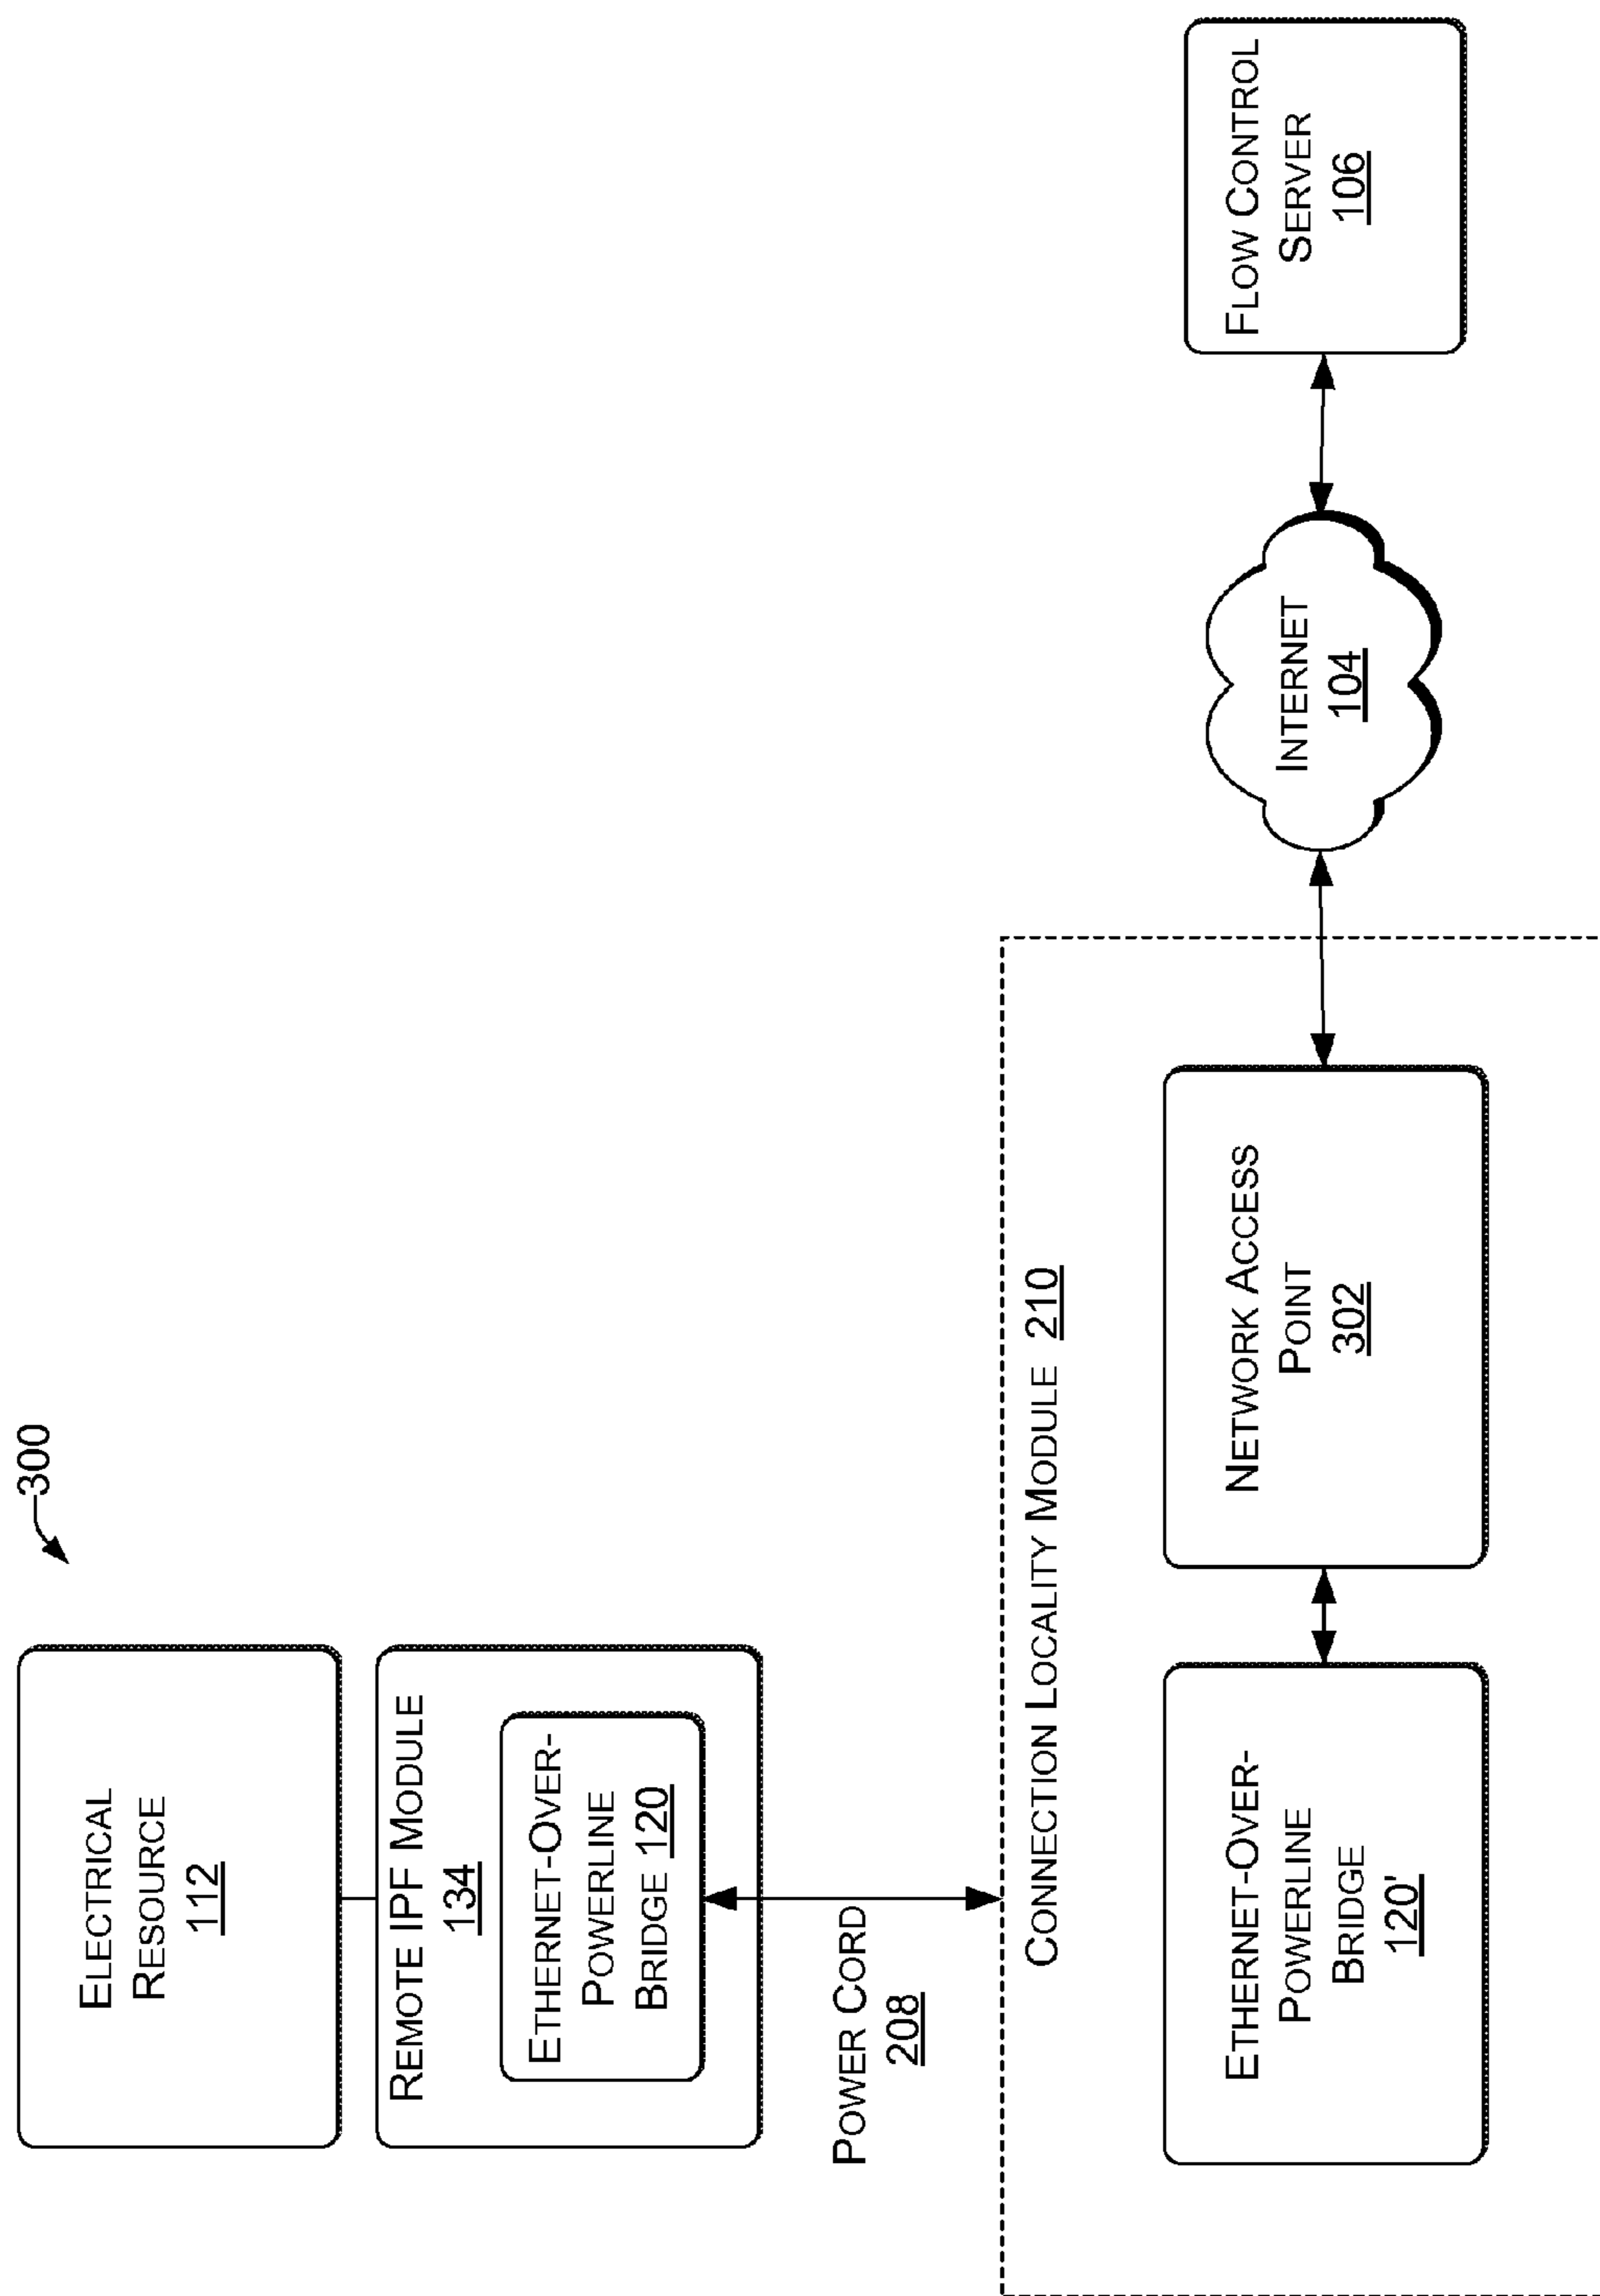 300
ELECTRICAL
RESOURCE
112
REMOTE IPF MODULE
134
ETHERNET-OVER-
POWERLINE
BRIDGE 120
POWER CORD
208
CONNECTION LOCALITY MODULE 210
ETHERNET-OVER-
POWERLINE
BRIDGE
120'
NETWORK ACCESS
POINT
302
INTERNET
104
FLOW CONTROL
SERVER
106